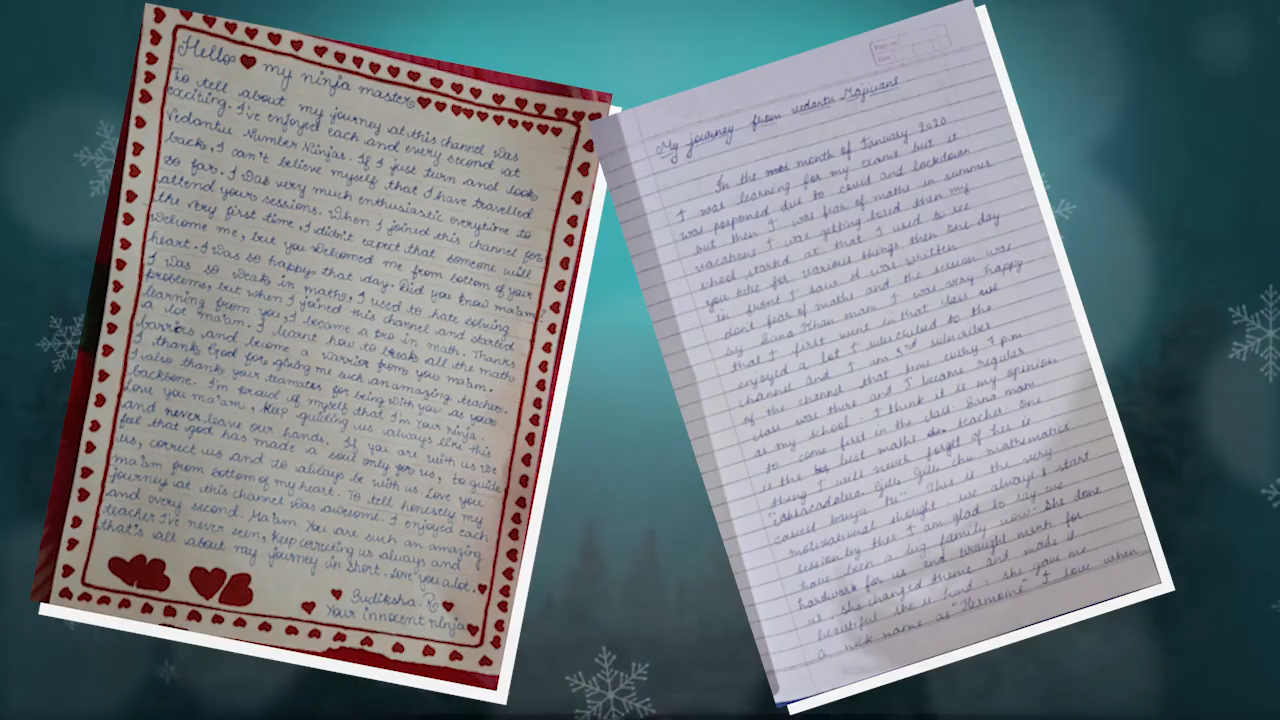 Hello my ninja master
To tell about my journey at this channel was
exciting. I've enjoyed each and every second at
Vedantu Number Ninjas. If I just turn and look
back, I can't believe myself that I have travelled
so far. I was very much enthusiastic everytime to
attend your sessions. When I joined this channel for
the very first time, I didn't expect that someone will
welcome me, but you welcomed me from bottom of your
heart. I was so happy that day. Did you know ma'am?
I was so weak in maths, I used to hate solving
problems, but when I joined this channel and started
learning from you, I became a pro in math. Thanks
a lot ma'am. I learnt how to break all the math
barriers and become a warrior from you ma'am.
I thank God for giving me such an amazing teacher.
I also thank your teamates for being with you as your
backbone. I'm proud of myself that I'm your ninja.
love you ma'am, keep guiding us always like this
and never leave our hands. If you are with us we
feel that god has made a soul only for us, to guide
us, correct us and to always be with us. Love you
ma'am from bottom of my heart. To tell honestly my
journey at this channel was awesome. I enjoyed each
and every second. Ma'am You are such an amazing
teacher I've never seen, keep correcting us always and
that's all about my journey in short. Love you a lot.
Sudiksha. R
Your innocent ninja
Page no
Date
My journey from vedantu
In the month of January 2020
I was learning for my exams but it
was posponed due to covid and lockdown
but then I was fear of maths in summer
vacations I was getting bored then my
school started at that I used to see
you tube for various things then one day
in front I saw it was written
don't fear of maths and the session was
by Sana Khan mam I was very happy
that I first went in that class
enjoyed a lot I subscribed to the
channel and I am 3rd subscriber
of the channel that time every 7 pm
class was there and I became regular
as my school. I think it is my opinion
to come first in the class. Sana mam
is the best maths teacher. One
thing I will never forget of her is
"abracadabra Gilli Gilli chu mathematic
caused banja tu". This is the very
motivational thought we always start
session by this I am glad to say we
have been a big family now. She done
hardwork for us and brought ments for
us. she changed theme and made it
beautiful she is kind. she gave me
a nick name as "Hermoine" I love when